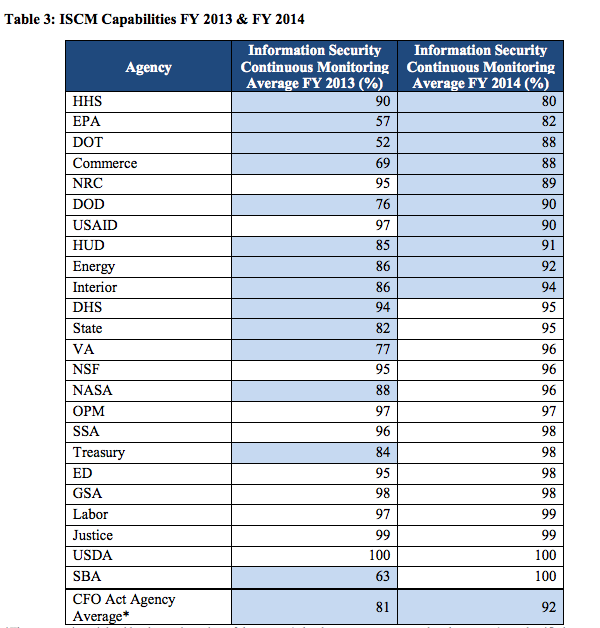 Table 3: ISCM Capabilities FY 2013 & FY 2014
Agency
Information Security
Continuous Monitoring
Average FY 2013 (%)
Information Security
Continuous Monitoring
Average FY 2014 (%)
HHS 90 80
EPA 57 82
DOT 52 88
Commerce 69 88
NRC 95 89
DOD 76 90
USAID 97 90
HUD 85 91
Energy 86 92
Interior 86 94
DHS 94 95
State 82 95
VA 77 96
NSF 95 96
NASA 88 96
OPM 97 97
SSA 96 98
Treasury 84 98
ED 95 98
GSA 98 98
Labor 97 99
Justice 99 99
USDA 100 100
SBA 63 100
CFO Act Agency
Average* 81 92